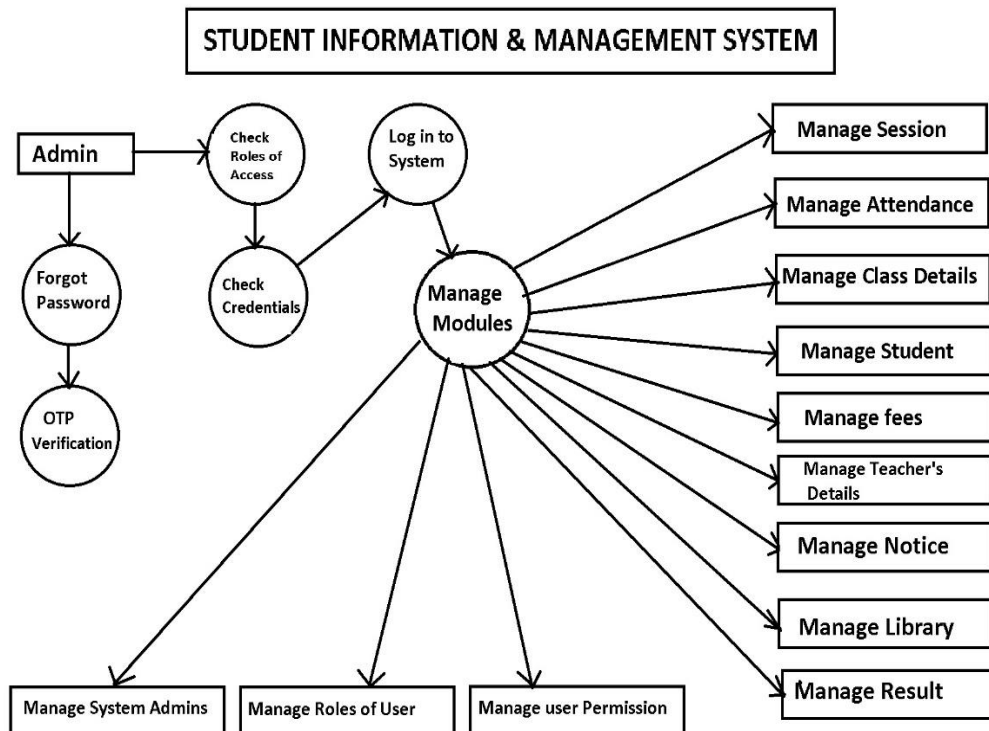 STUDENT INFORMATION & MANAGEMENT SYSTEM
Admin
Check
Roles of
Access
Log in to
System
Forgot
Password
Check
Credentials
OTP
Verification
Manage
Modules
Manage Session
Manage Attendance
Manage Class Details
Manage Student
Manage fees
Manage Teacher's
Details
Manage Notice
Manage Library
Manage Result
Manage System Admins
Manage Roles of User
Manage user Permission